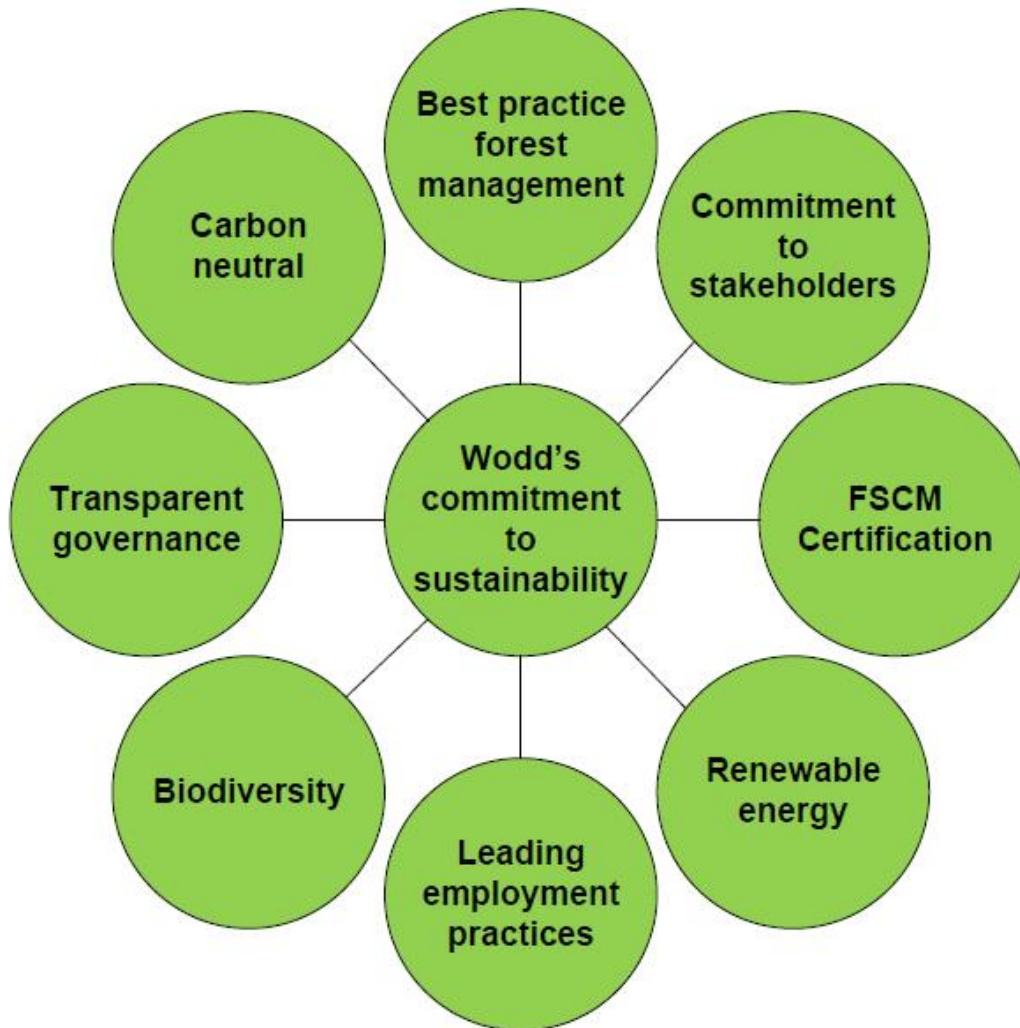 Best practice
forest
management
Commitment
to
stakeholders
FSCM
Certification
Renewable
energy
Leading
employment
practices
Biodiversity
Transparent
governance
Carbon
neutral
Wodd’s
commitment
to
sustainability